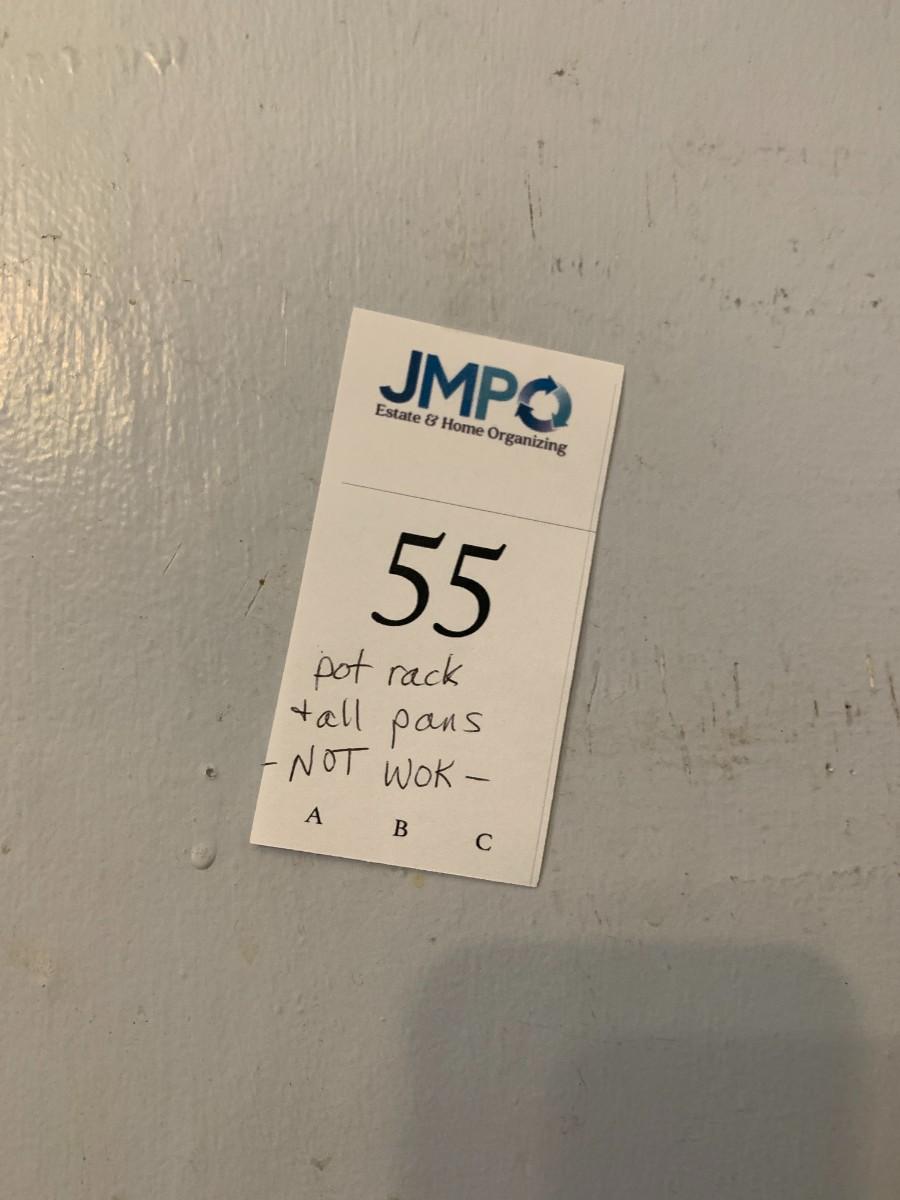 JMPO
Estate & Home Organizing
55
pot rack
+all pans
- NOT WOK -
A B C